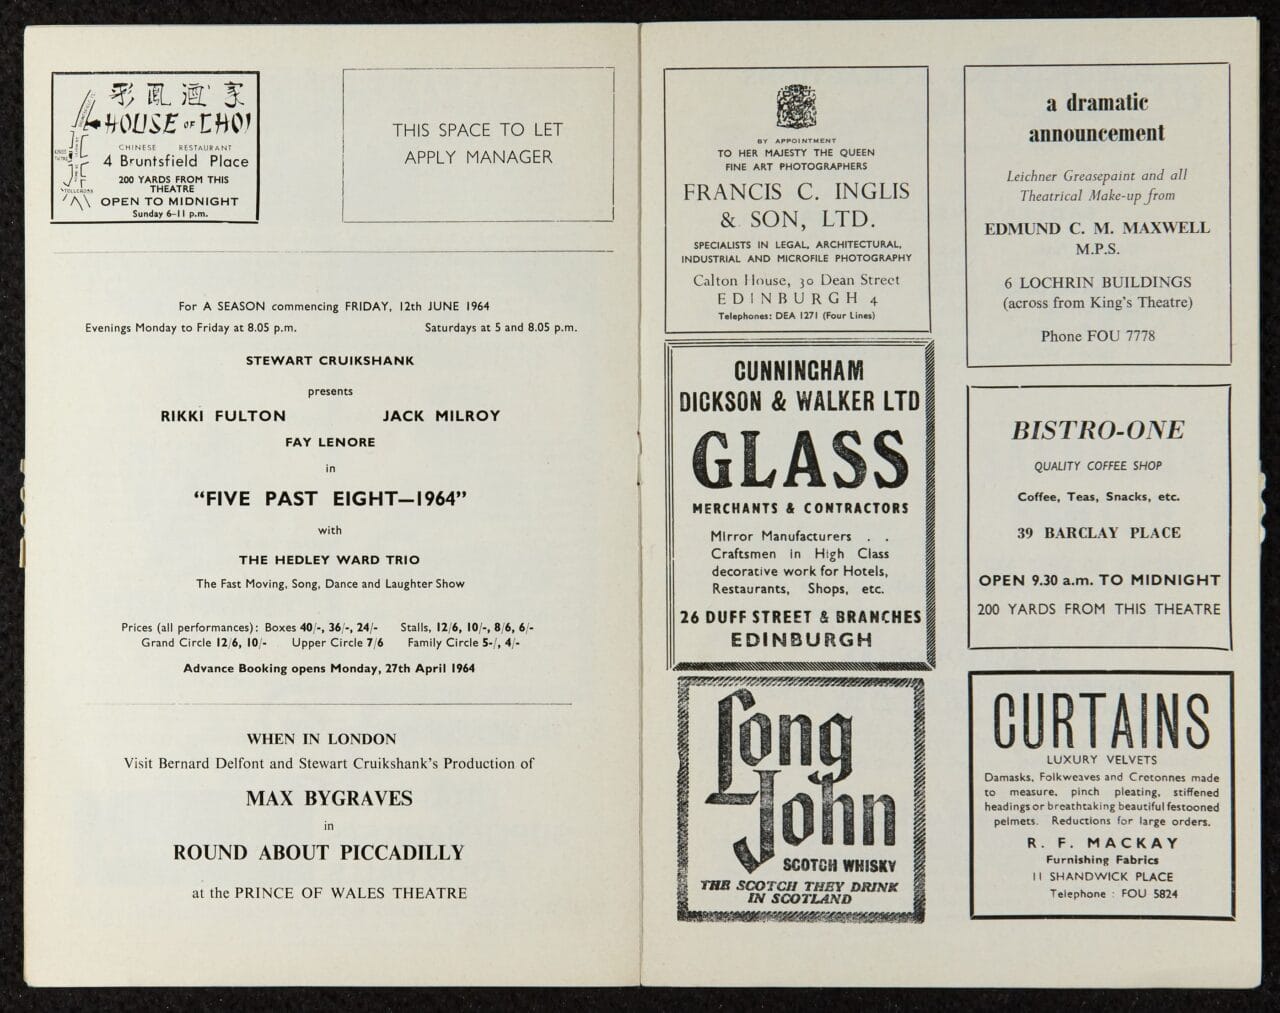 彩鳳酒家
HOUSE OF CHOI
CHINESE RESTAURANT
4 Bruntsfield Place
200 YARDS FROM THIS
THEATRE
OPEN TO MIDNIGHT
Sunday 6–11 p.m.
TOLLCROSS
THIS SPACE TO LET
APPLY MANAGER
For A SEASON commencing FRIDAY, 12th JUNE 1964
Evenings Monday to Friday at 8.05 p.m. Saturdays at 5 and 8.05 p.m.
STEWART CRUIKSHANK
presents
RIKKI FULTON JACK MILROY
FAY LENORE
in
“FIVE PAST EIGHT—1964”
with
THE HEDLEY WARD TRIO
The Fast Moving, Song, Dance and Laughter Show
Prices (all performances): Boxes 40/-, 36/-, 24/- Stalls, 12/6, 10/-, 8/6, 6/-
Grand Circle 12/6, 10/- Upper Circle 7/6 Family Circle 5-/, 4/-
Advance Booking opens Monday, 27th April 1964
WHEN IN LONDON
Visit Bernard Delfont and Stewart Cruikshank's Production of
MAX BYGRAVES
in
ROUND ABOUT PICCADILLY
at the PRINCE OF WALES THEATRE
BY APPOINTMENT
TO HER MAJESTY THE QUEEN
FINE ART PHOTOGRAPHERS
FRANCIS C. INGLIS
& SON, LTD.
SPECIALISTS IN LEGAL, ARCHITECTURAL,
INDUSTRIAL AND MICROFILE PHOTOGRAPHY
Calton House, 30 Dean Street
EDINBURGH 4
Telephones: DEA 1271 (Four Lines)
CUNNINGHAM
DICKSON & WALKER LTD
GLASS
MERCHANTS & CONTRACTORS
Mirror Manufacturers . .
Craftsmen in High Class
decorative work for Hotels,
Restaurants, Shops, etc.
26 DUFF STREET & BRANCHES
EDINBURGH
Long
John
SCOTCH WHISKY
THE SCOTCH THEY DRINK
IN SCOTLAND
a dramatic
announcement
Leichner Greasepaint and all
Theatrical Make-up from
EDMUND C. M. MAXWELL
M.P.S.
6 LOCHRIN BUILDINGS
(across from King's Theatre)
Phone FOU 7778
BISTRO-ONE
QUALITY COFFEE SHOP
Coffee, Teas, Snacks, etc.
39 BARCLAY PLACE
OPEN 9.30 a.m. TO MIDNIGHT
200 YARDS FROM THIS THEATRE
CURTAINS
LUXURY VELVETS
Damasks, Folkweaves and Cretonnes made
to measure, pinch pleating, stiffened
headings or breathtaking beautiful festooned
pelmets. Reductions for large orders.
R. F. MACKAY
Furnishing Fabrics
11 SHANDWICK PLACE
Telephone : FOU 5824